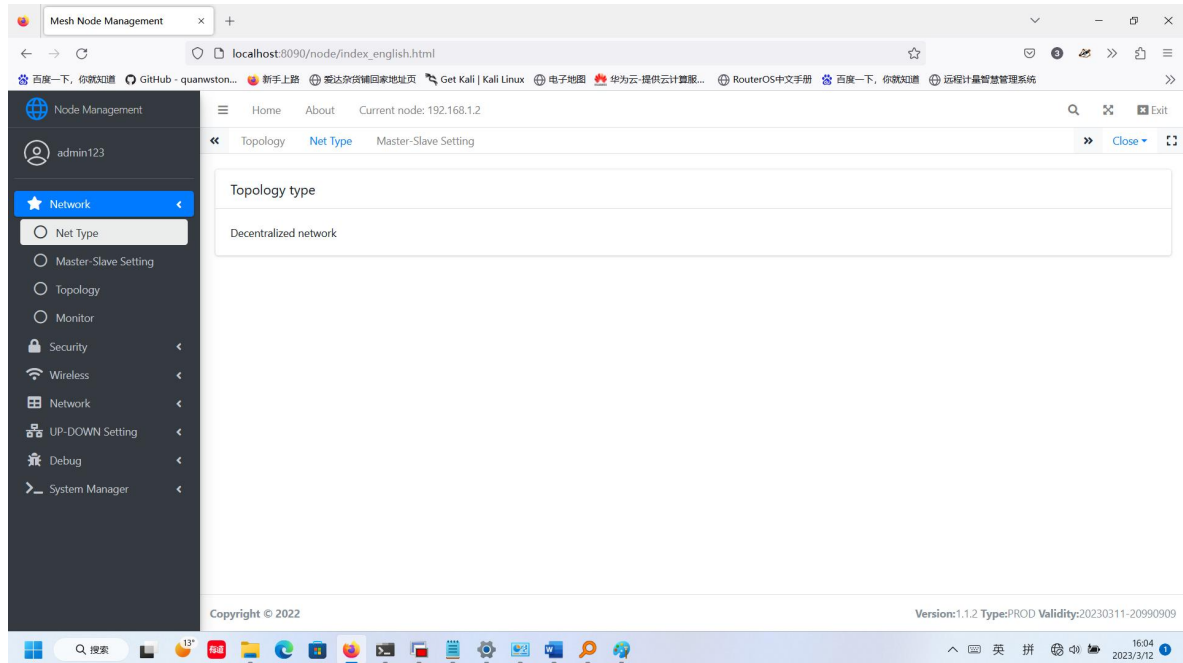 Mesh Node Management
localhost:8090/node/index_english.html
百度一下，你就知道 GitHub - quanwston... 新手上路 爱达杂货铺回家地址页 Get Kali | Kali Linux 电子地图 华为云-提供云计算服... RouterOS中文手册 百度一下，你就知道 远程计量智慧管理系统
Node Management
Home About Current node: 192.168.1.2
Exit
admin123
Topology Net Type Master-Slave Setting
Close
Network
Net Type
Master-Slave Setting
Topology
Monitor
Security
Wireless
Network
UP-DOWN Setting
Debug
System Manager
Topology type
Decentralized network
Copyright © 2022
Version:1.1.2 Type:PROD Validity:20230311-20990909
搜索
13°
英 拼
16:04
2023/3/12
1